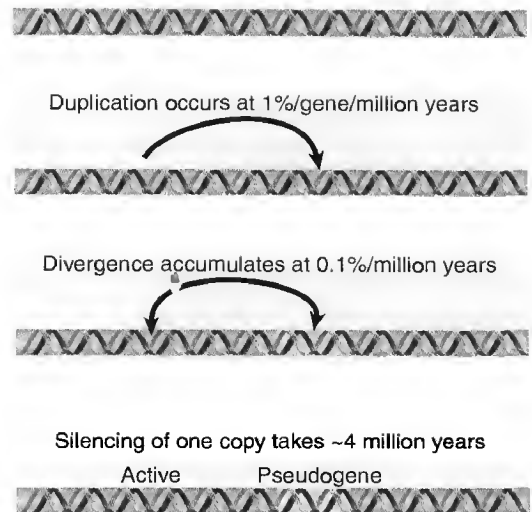 Duplication occurs at 1%/gene/million years
Divergence accumulates at 0.1%/million years
Silencing of one copy takes ~4 million years
Active Pseudogene